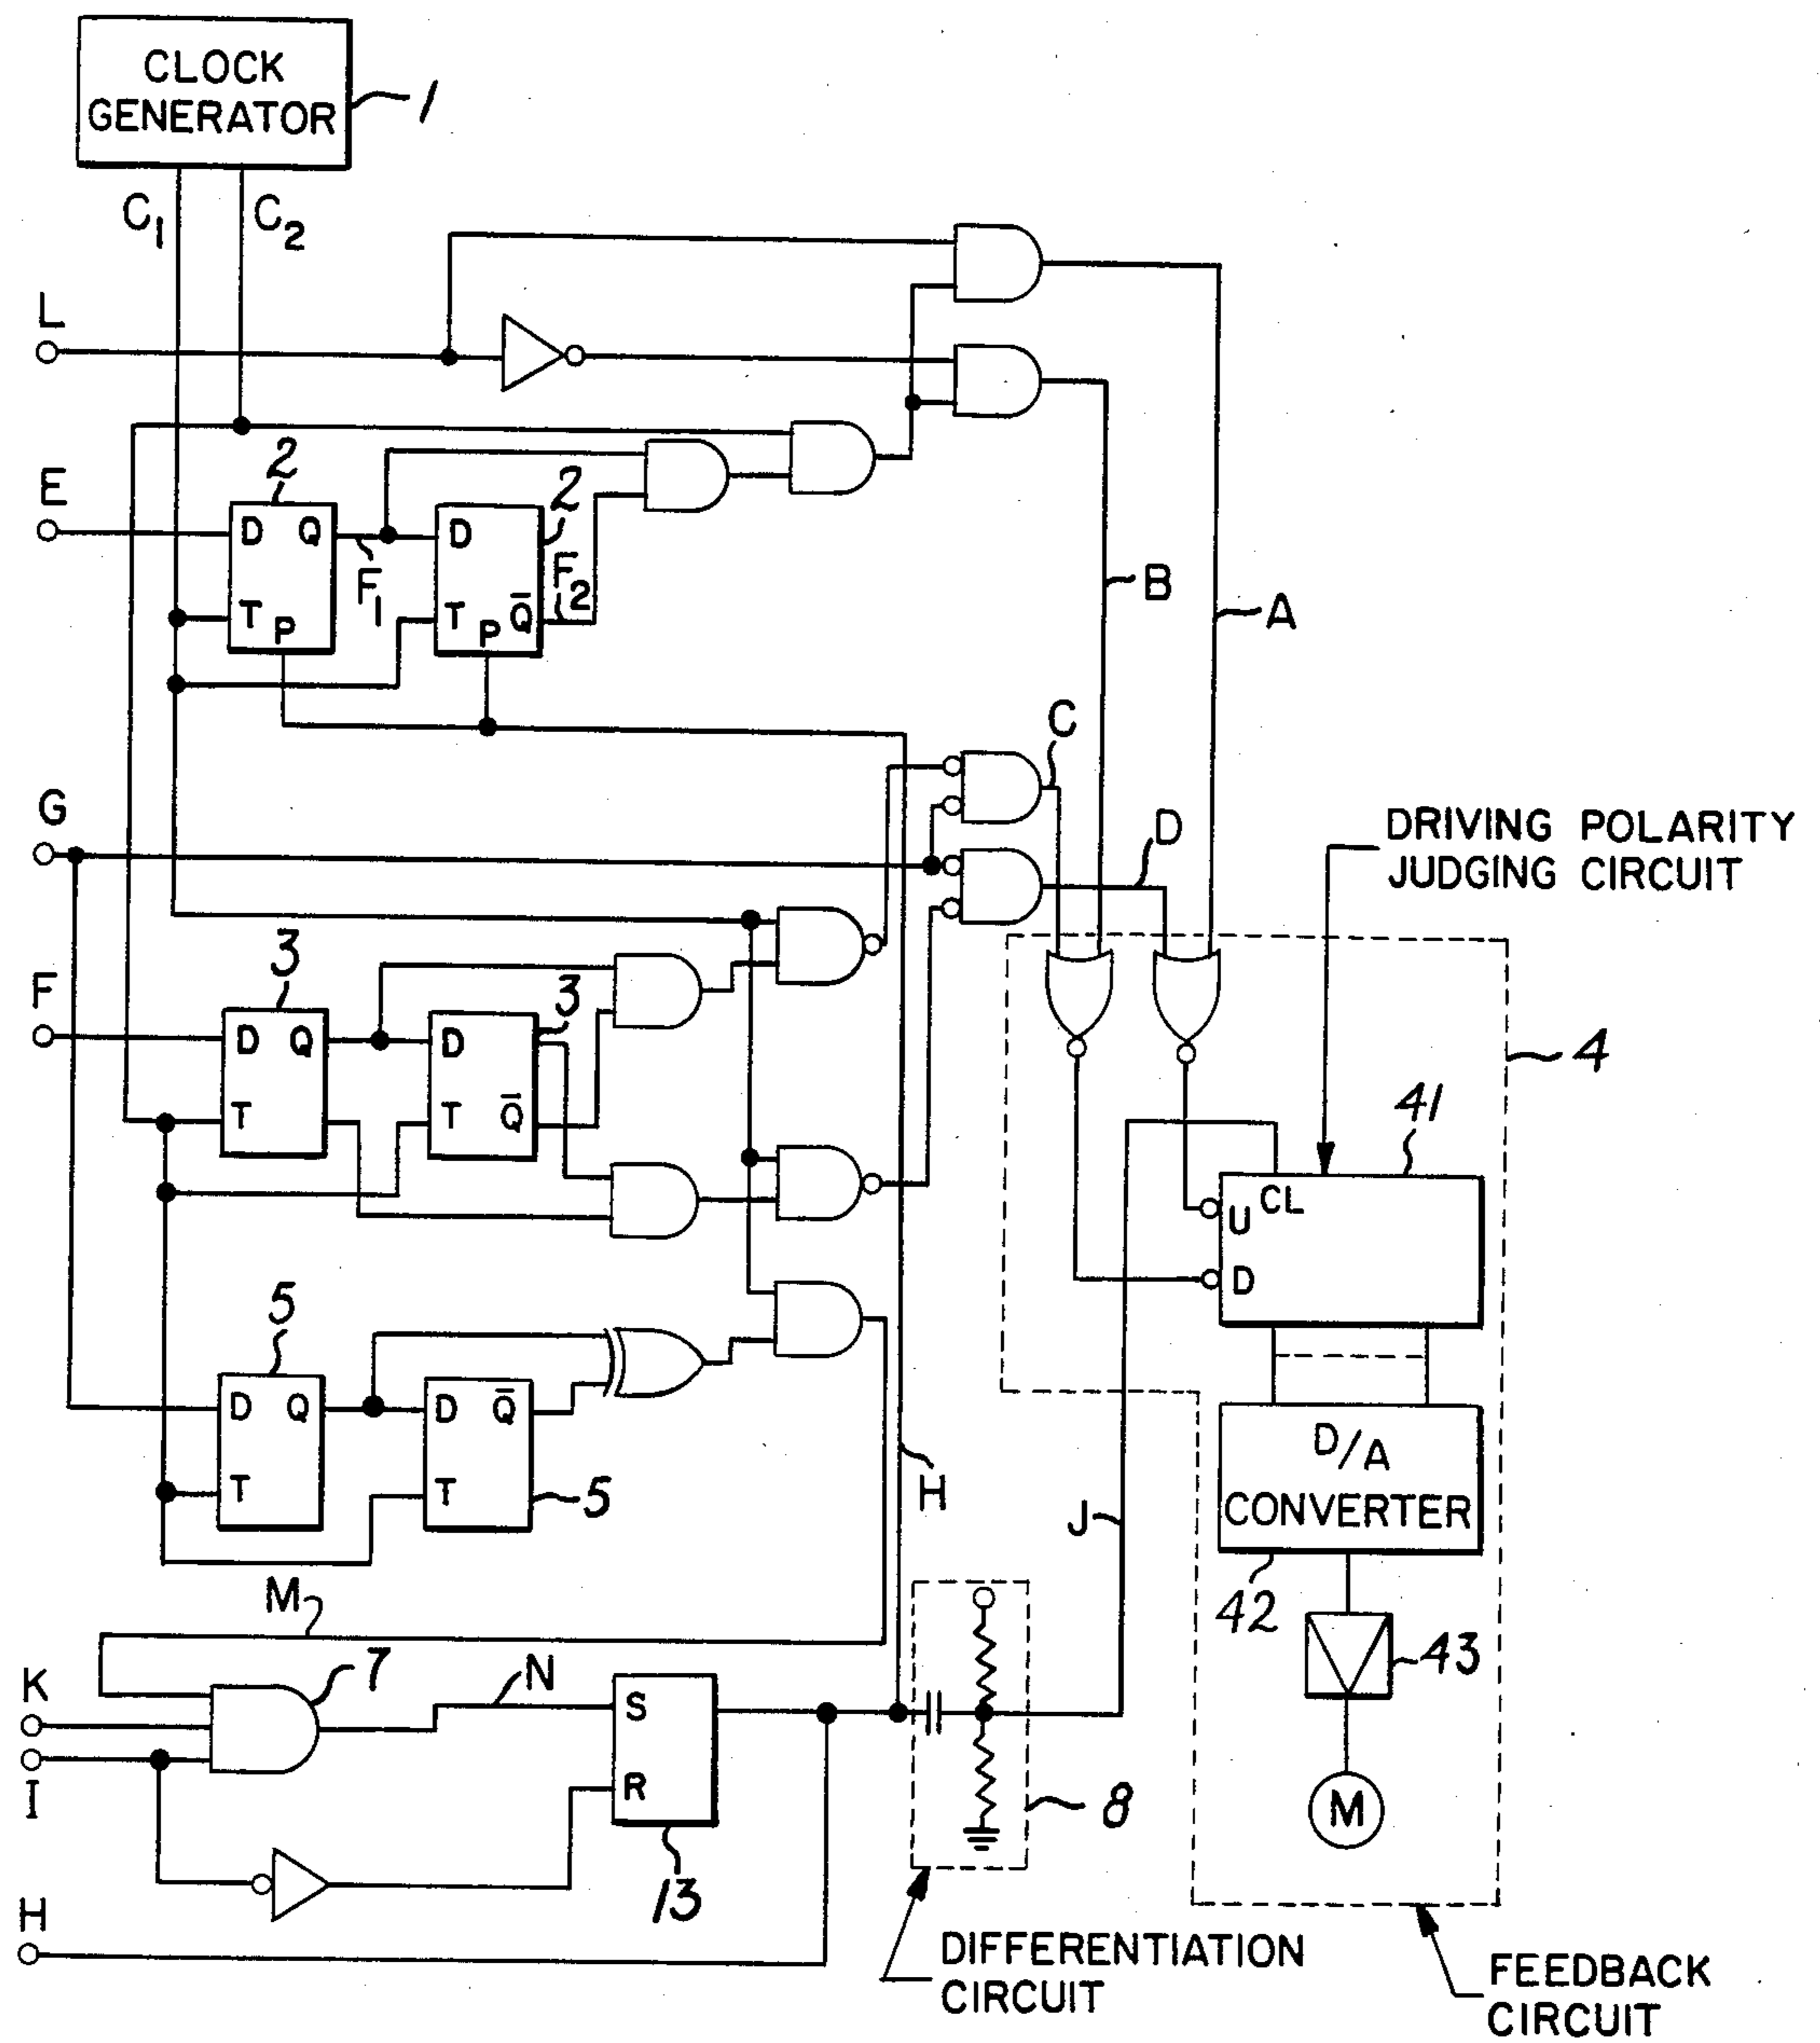 CLOCK
GENERATOR
1
C1
C2
L
E
2
D Q
T P
F1
2
D
T P Q̄
F2
B
A
G
C
D
DRIVING POLARITY
JUDGING CIRCUIT
F
3
D Q
T
3
D
T Q̄
4
41
CL
U
D
5
D Q
T
D Q̄
T
5
H
J
D/A
CONVERTER
42
43
M
M
K
I
7
N
S
R
13
8
H
DIFFERENTIATION
CIRCUIT
FEEDBACK
CIRCUIT